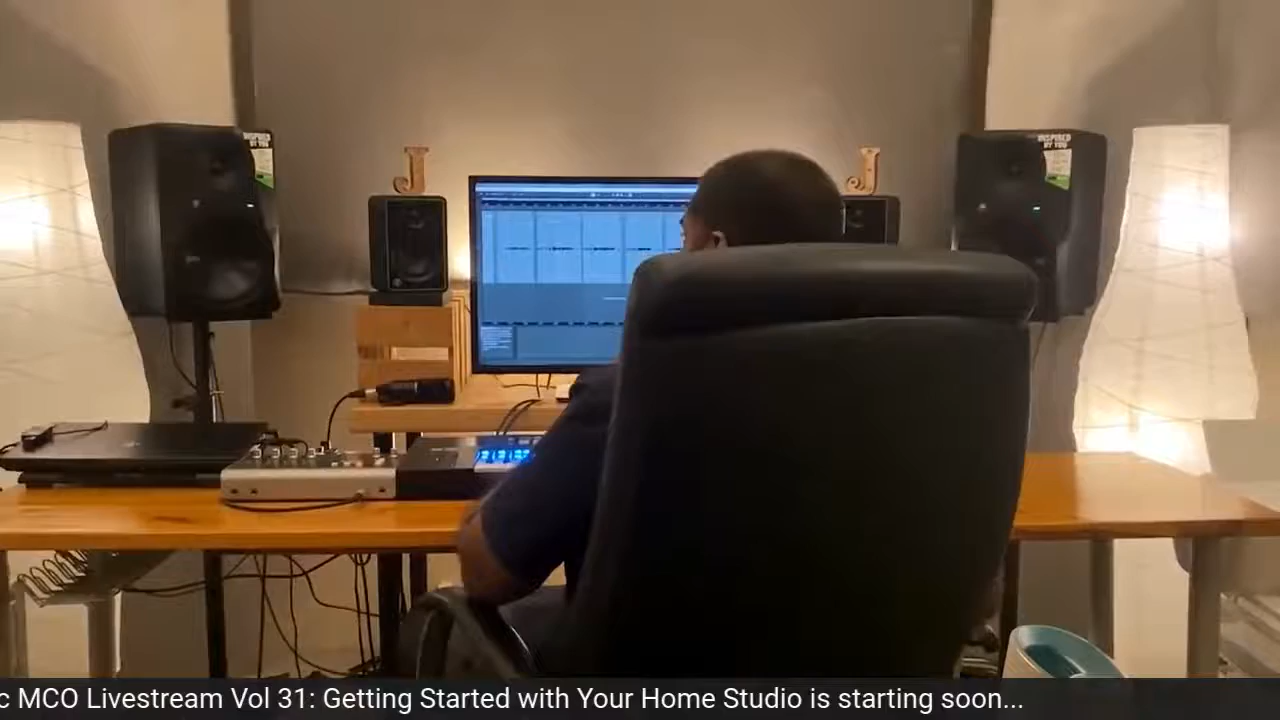 INSPIRED
BY YOU
J
J
INSPIRED
BY YOU
c MCO Livestream Vol 31: Getting Started with Your Home Studio is starting soon...